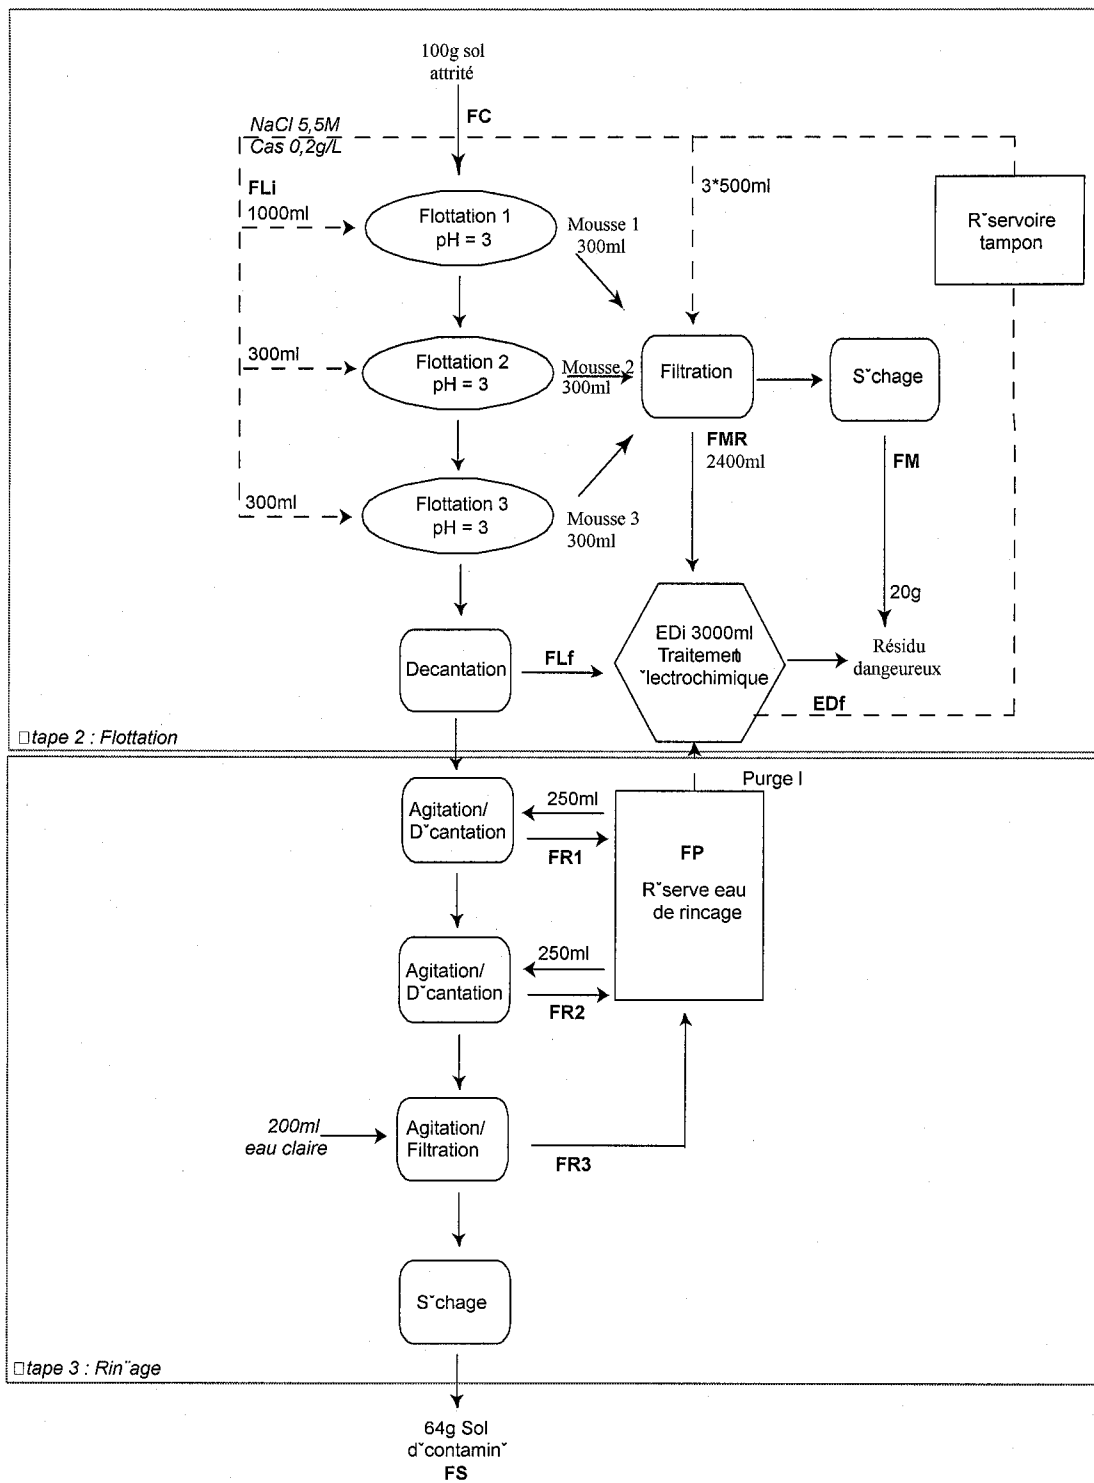 100g sol
attrité
FC
NaCl 5,5M
Cas 0,2g/L
FLi
1000ml
3*500ml
Flottation 1
pH = 3
Mousse 1
300ml
R˘servoire
tampon
300ml
Flottation 2
pH = 3
Mousse 2
300ml
Filtration
S˘chage
FMR
2400ml
FM
300ml
Flottation 3
pH = 3
Mousse 3
300ml
20g
Résidu
dangeureux
Decantation
FLf
EDi 3000ml
Traitement
˘lectrochimique
EDf
□tape 2 : Flottation
Purge I
Agitation/
D˘cantation
250ml
FR1
FP
R˘serve eau
de rincage
Agitation/
D˘cantation
250ml
FR2
200ml
eau claire
Agitation/
Filtration
FR3
S˘chage
□tape 3 : Rin¨age
64g Sol
d˘contamin˘
FS